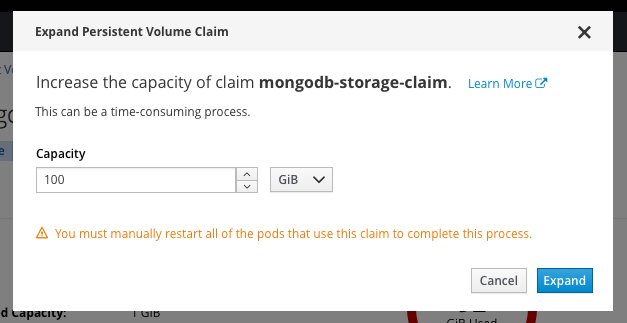 Expand Persistent Volume Claim
Increase the capacity of claim mongodb-storage-claim. Learn More
This can be a time-consuming process.
Capacity
100 GiB
You must manually restart all of the pods that use this claim to complete this process.
Cancel Expand
d Capacity: 1 GiB
GiB Used